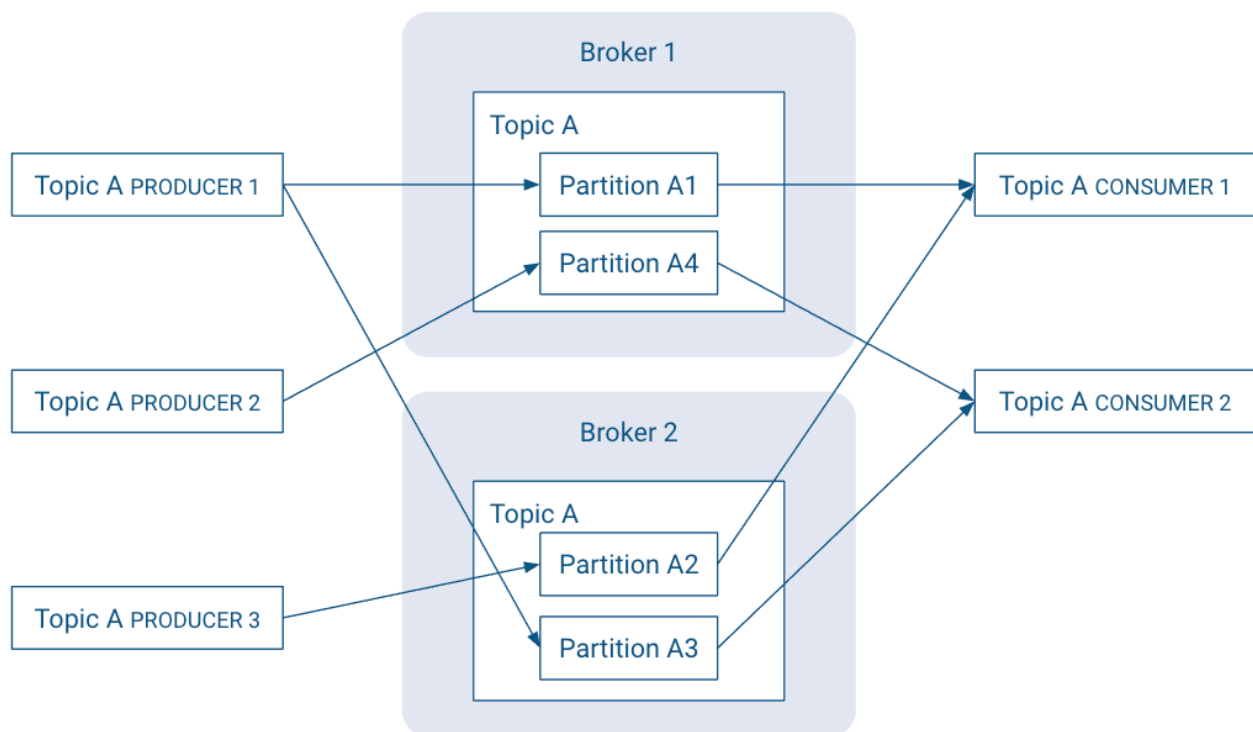 Broker 1
Topic A
Topic A PRODUCER 1
Partition A1
Topic A CONSUMER 1
Partition A4
Topic A PRODUCER 2
Topic A CONSUMER 2
Broker 2
Topic A
Partition A2
Topic A PRODUCER 3
Partition A3